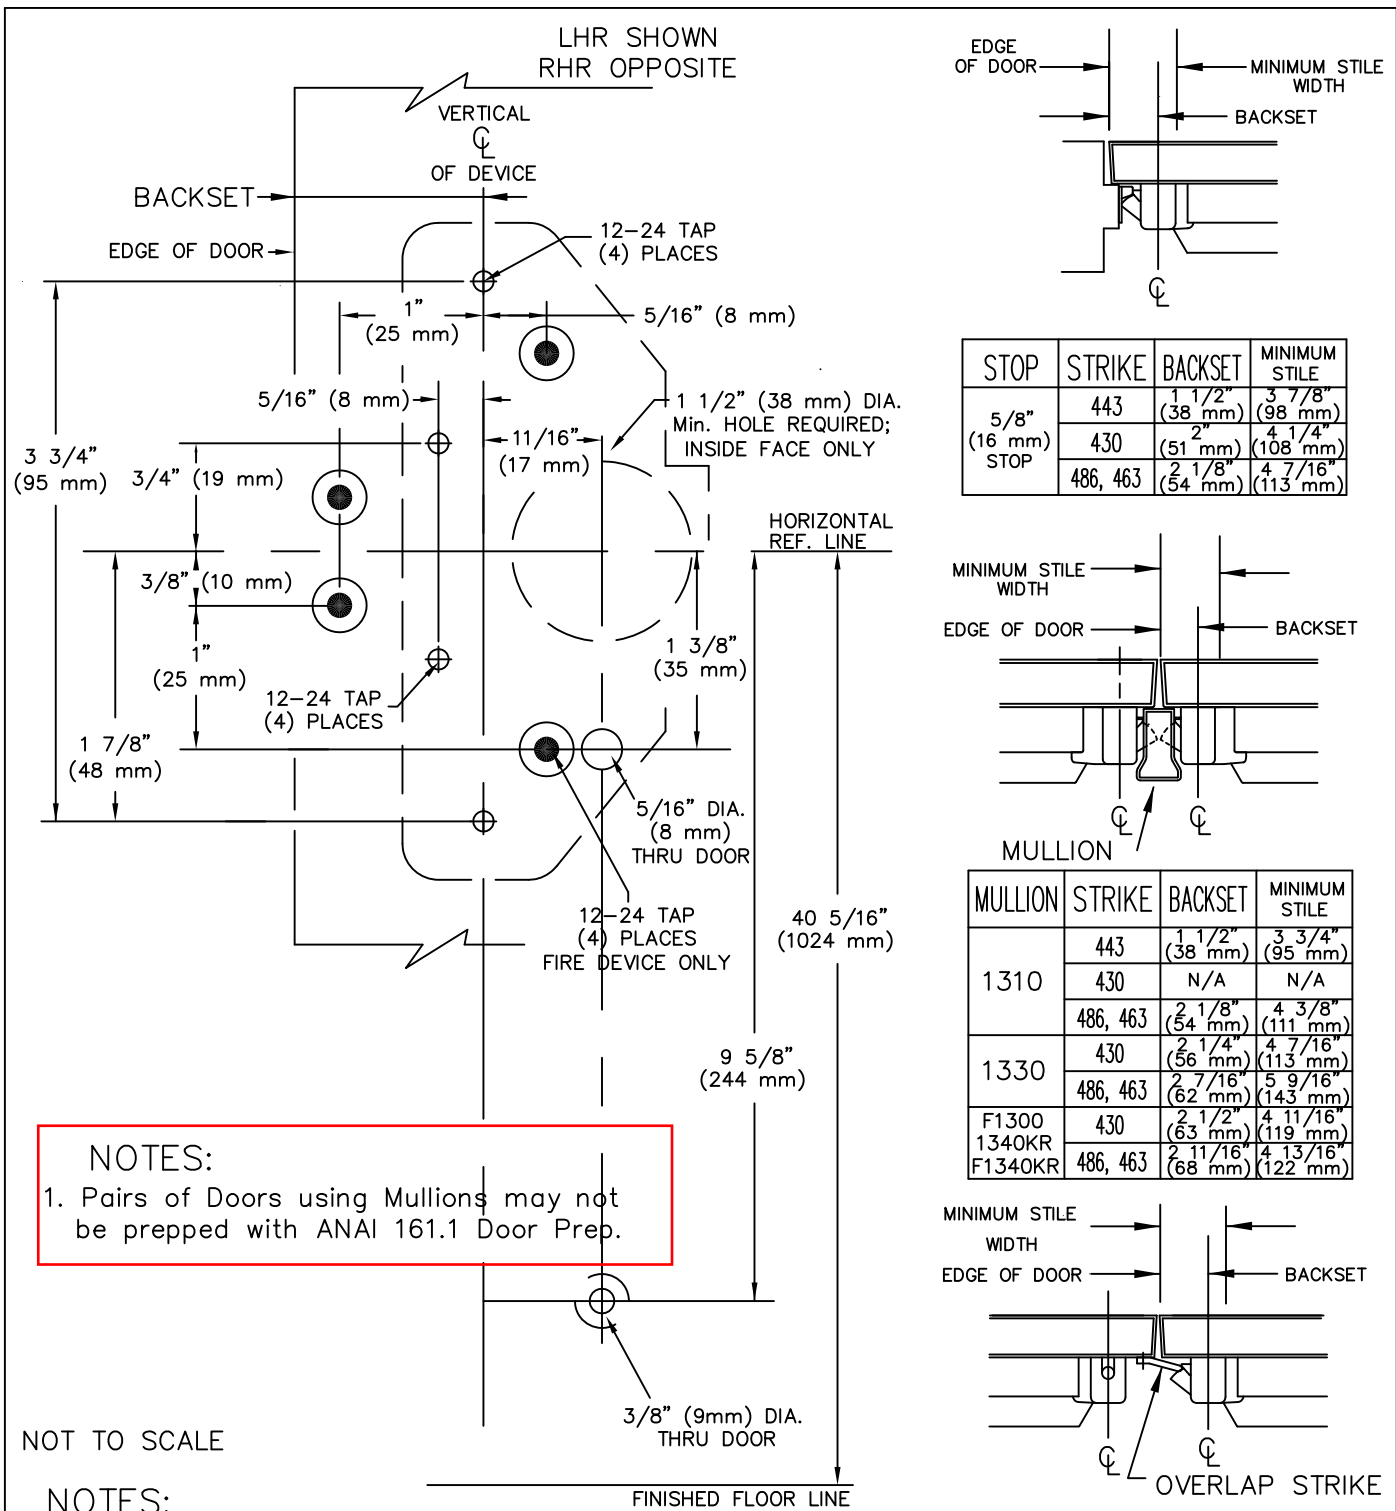 LHR SHOWN
RHR OPPOSITE
VERTICAL
℄
OF DEVICE
BACKSET
EDGE OF DOOR
12-24 TAP
(4) PLACES
1"
(25 mm)
5/16" (8 mm)
5/16" (8 mm)
1 1/2" (38 mm) DIA.
Min. HOLE REQUIRED;
INSIDE FACE ONLY
11/16"
(17 mm)
3 3/4"
(95 mm)
3/4" (19 mm)
HORIZONTAL
REF. LINE
3/8" (10 mm)
1"
(25 mm)
1 3/8"
(35 mm)
12-24 TAP
(4) PLACES
1 7/8"
(48 mm)
5/16" DIA.
(8 mm)
THRU DOOR
12-24 TAP
(4) PLACES
FIRE DEVICE ONLY
40 5/16"
(1024 mm)
9 5/8"
(244 mm)
NOTES:
1. Pairs of Doors using Mullions may not
be prepped with ANAI 161.1 Door Prep.
3/8" (9mm) DIA.
THRU DOOR
NOT TO SCALE
NOTES:
FINISHED FLOOR LINE
EDGE
OF DOOR
MINIMUM STILE
WIDTH
BACKSET
℄
STOP STRIKE BACKSET MINIMUM STILE
5/8" (16 mm) STOP 443 1 1/2" (38 mm) 3 7/8" (98 mm)
430 2" (51 mm) 4 1/4" (108 mm)
486, 463 2 1/8" (54 mm) 4 7/16" (113 mm)
MINIMUM STILE
WIDTH
EDGE OF DOOR
BACKSET
℄ ℄
MULLION
MULLION STRIKE BACKSET MINIMUM STILE
1310 443 1 1/2" (38 mm) 3 3/4" (95 mm)
430 N/A N/A
486, 463 2 1/8" (54 mm) 4 3/8" (111 mm)
1330 430 2 1/4" (56 mm) 4 7/16" (113 mm)
486, 463 2 7/16" (62 mm) 5 9/16" (143 mm)
F1300 1340KR F1340KR 430 2 1/2" (63 mm) 4 11/16" (119 mm)
486, 463 2 11/16" (68 mm) 4 13/16" (122 mm)
MINIMUM STILE
WIDTH
EDGE OF DOOR
BACKSET
℄ ℄
OVERLAP STRIKE